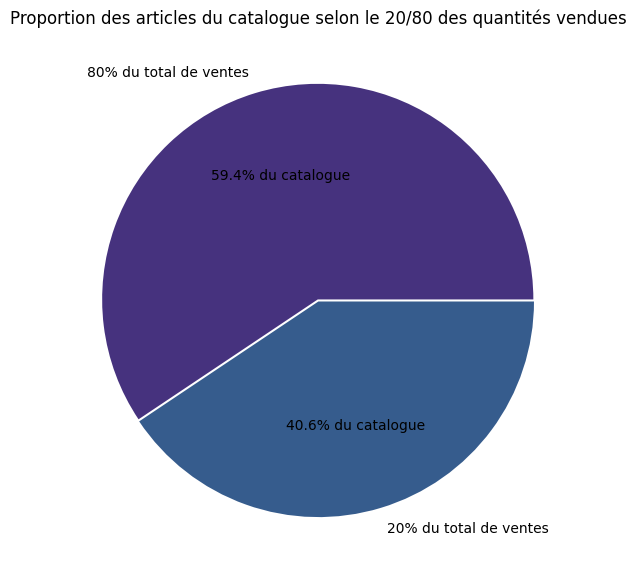 Proportion des articles du catalogue selon le 20/80 des quantités vendues
80% du total de ventes
59.4% du catalogue
40.6% du catalogue
20% du total de ventes